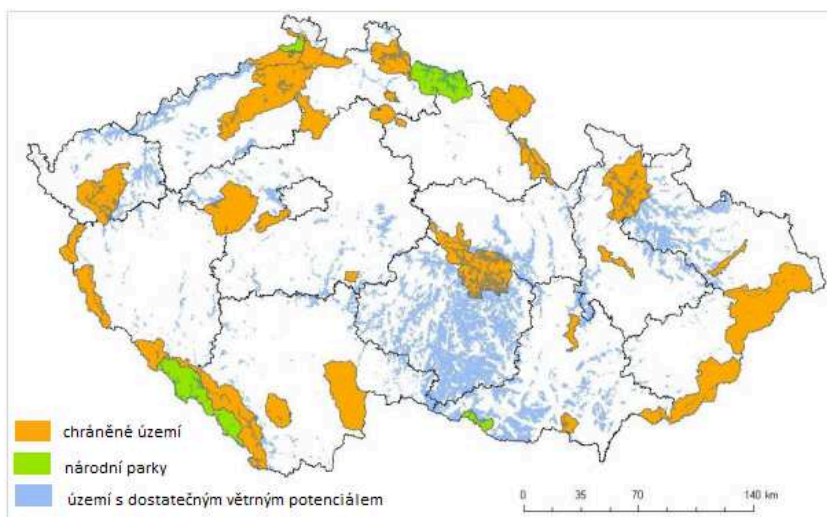 chráněné území
národní parky
území s dostatečným větrným potenciálem
0 35 70 140 km